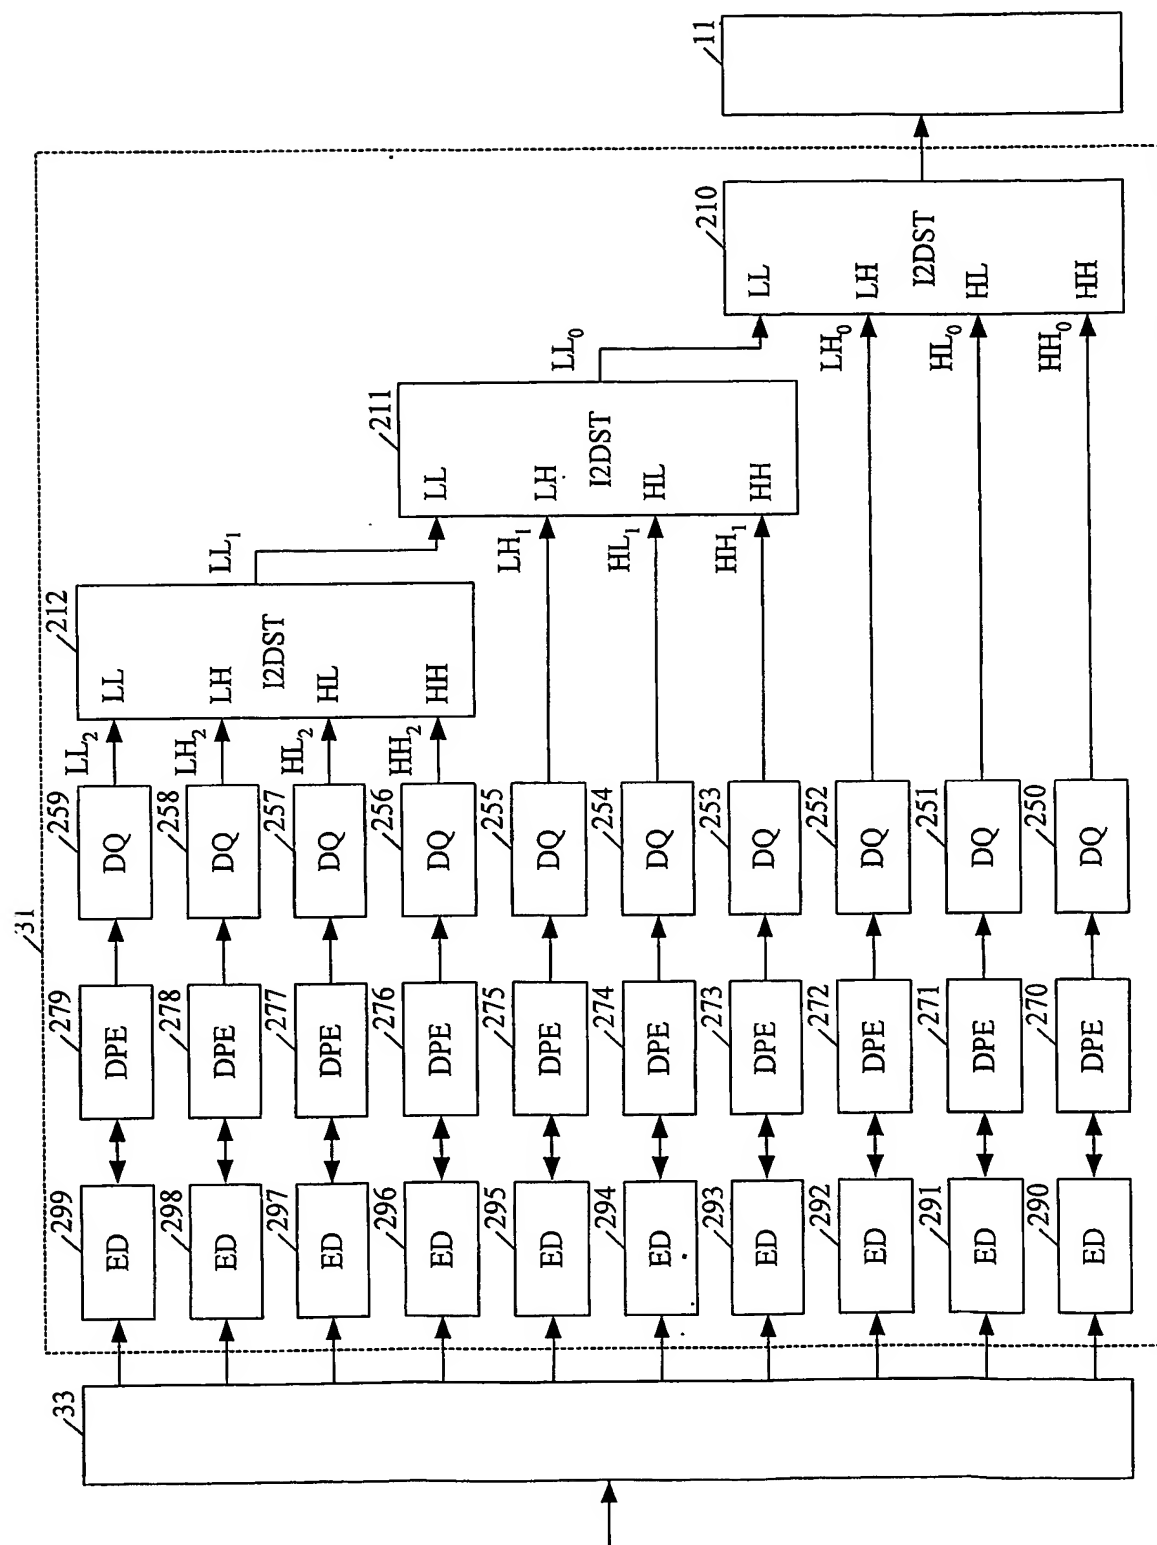 31
33
299
ED
298
ED
297
ED
296
ED
295
ED
294
ED
293
ED
292
ED
291
ED
290
ED
279
DPE
278
DPE
277
DPE
276
DPE
275
DPE
274
DPE
273
DPE
272
DPE
271
DPE
270
DPE
259
DQ
258
DQ
257
DQ
256
DQ
255
DQ
254
DQ
253
DQ
252
DQ
251
DQ
250
DQ
LL₂
LH₂
HL₂
HH₂
212
LL
LH
HL
HH
I2DST
LL₁
LH₁
HL₁
HH₁
211
LL
LH
HL
HH
I2DST
LL₀
LH₀
HL₀
HH₀
210
LL
LH
HL
HH
I2DST
11